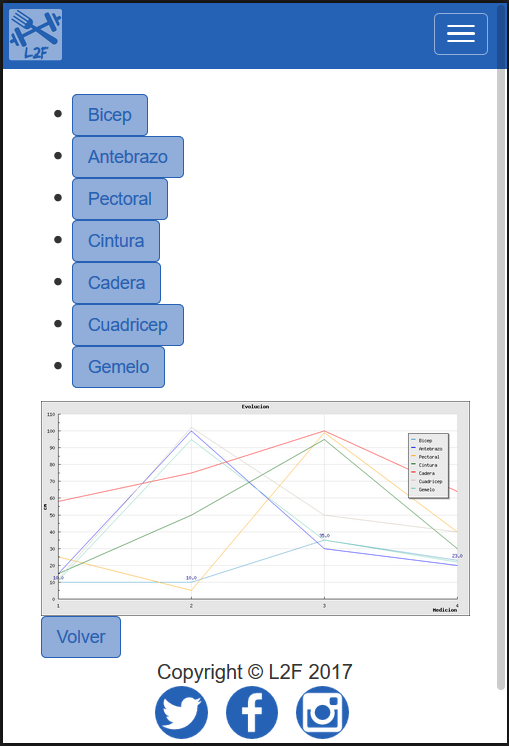 L2F
Bicep
Antebrazo
Pectoral
Cintura
Cadera
Cuadricep
Gemelo
Evolucion
110
100
90
80
70
60
50
40
30
20
10
0
cm
Bicep
Antebrazo
Pectoral
Cintura
Cadera
Cuadricep
Gemelo
10,0
10,0
35,0
23,0
1 2 3 4
Medicion
Volver
Copyright © L2F 2017